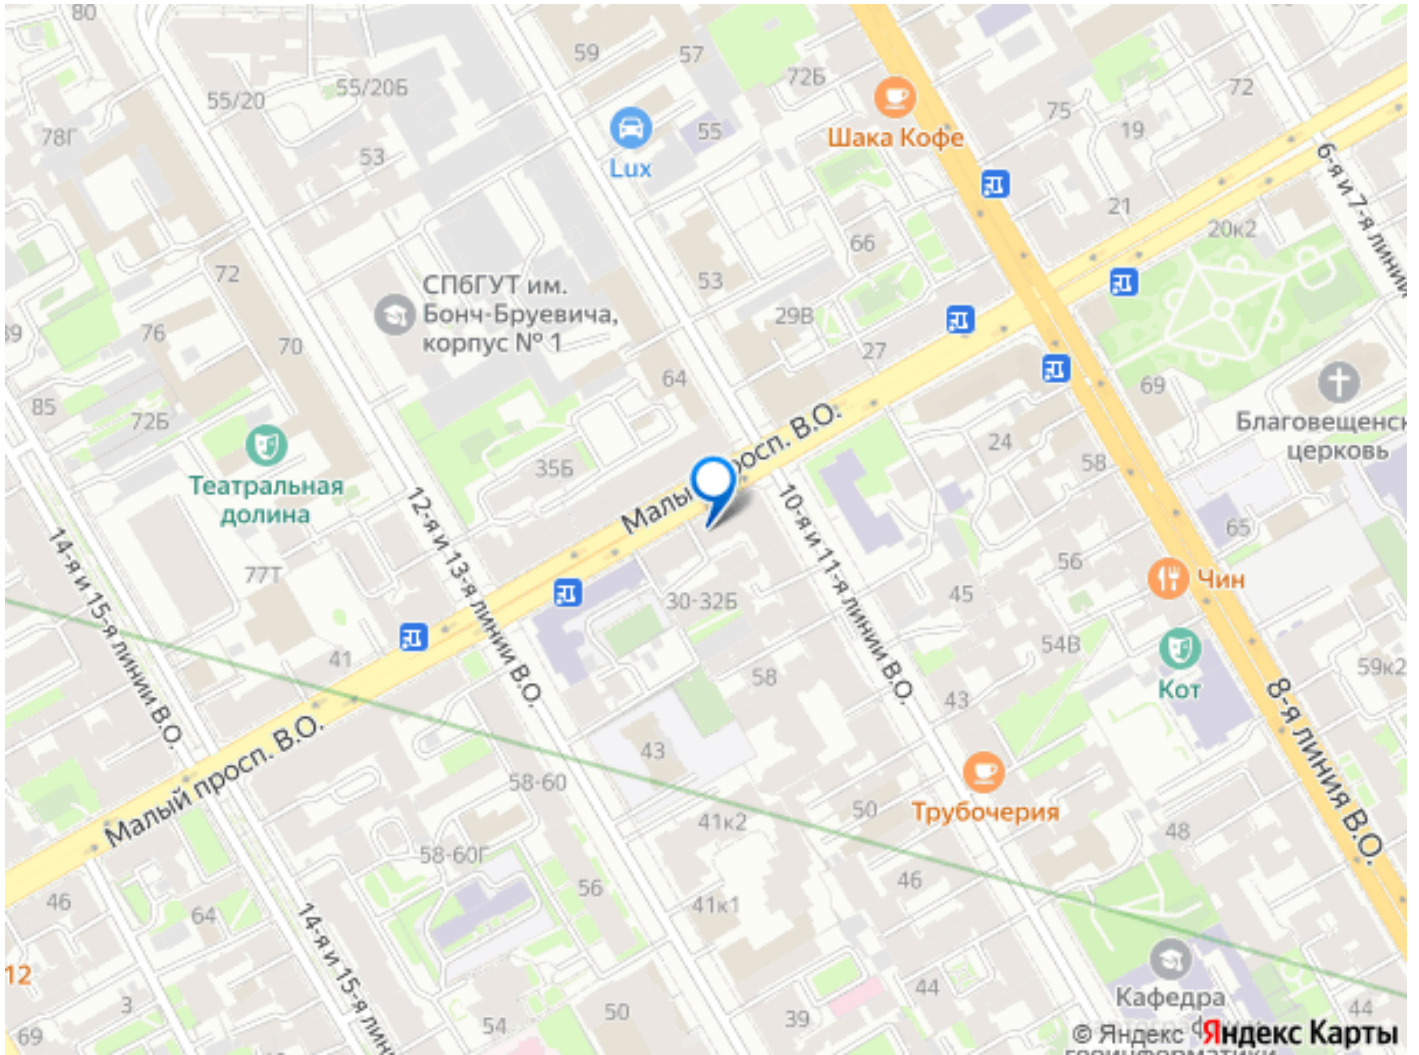 80
59
57
72Б
72
55/20
55/20Б
Шака Кофе
75
19
78Г
53
55
Lux
6-я и 7-я линии
21
20к2
66
72
СПбГУТ им.
Бонч-Бруевича,
корпус № 1
53
29В
27
76
70
64
69
85
72Б
Благовещенск
церковь
Малый просп. В.О.
24
58
35Б
Театральная
долина
12-я и 13-я линии В.О.
10-я и 11-я линии В.О.
65
14-я и 15-я линии В.О.
77Т
56
Чин
45
30-32Б
54В
41
58
59к2
Кот
43
8-я линия В.О.
43
Малый просп. В.О.
58-60
Трубочерия
50
41к2
48
58-60Г
56
46
46
41к1
64
14-я и 15-я лини
12
Кафедра
3
44
44
50
39
54
69
© Яндекс Яндекс Карты
геоинформатики